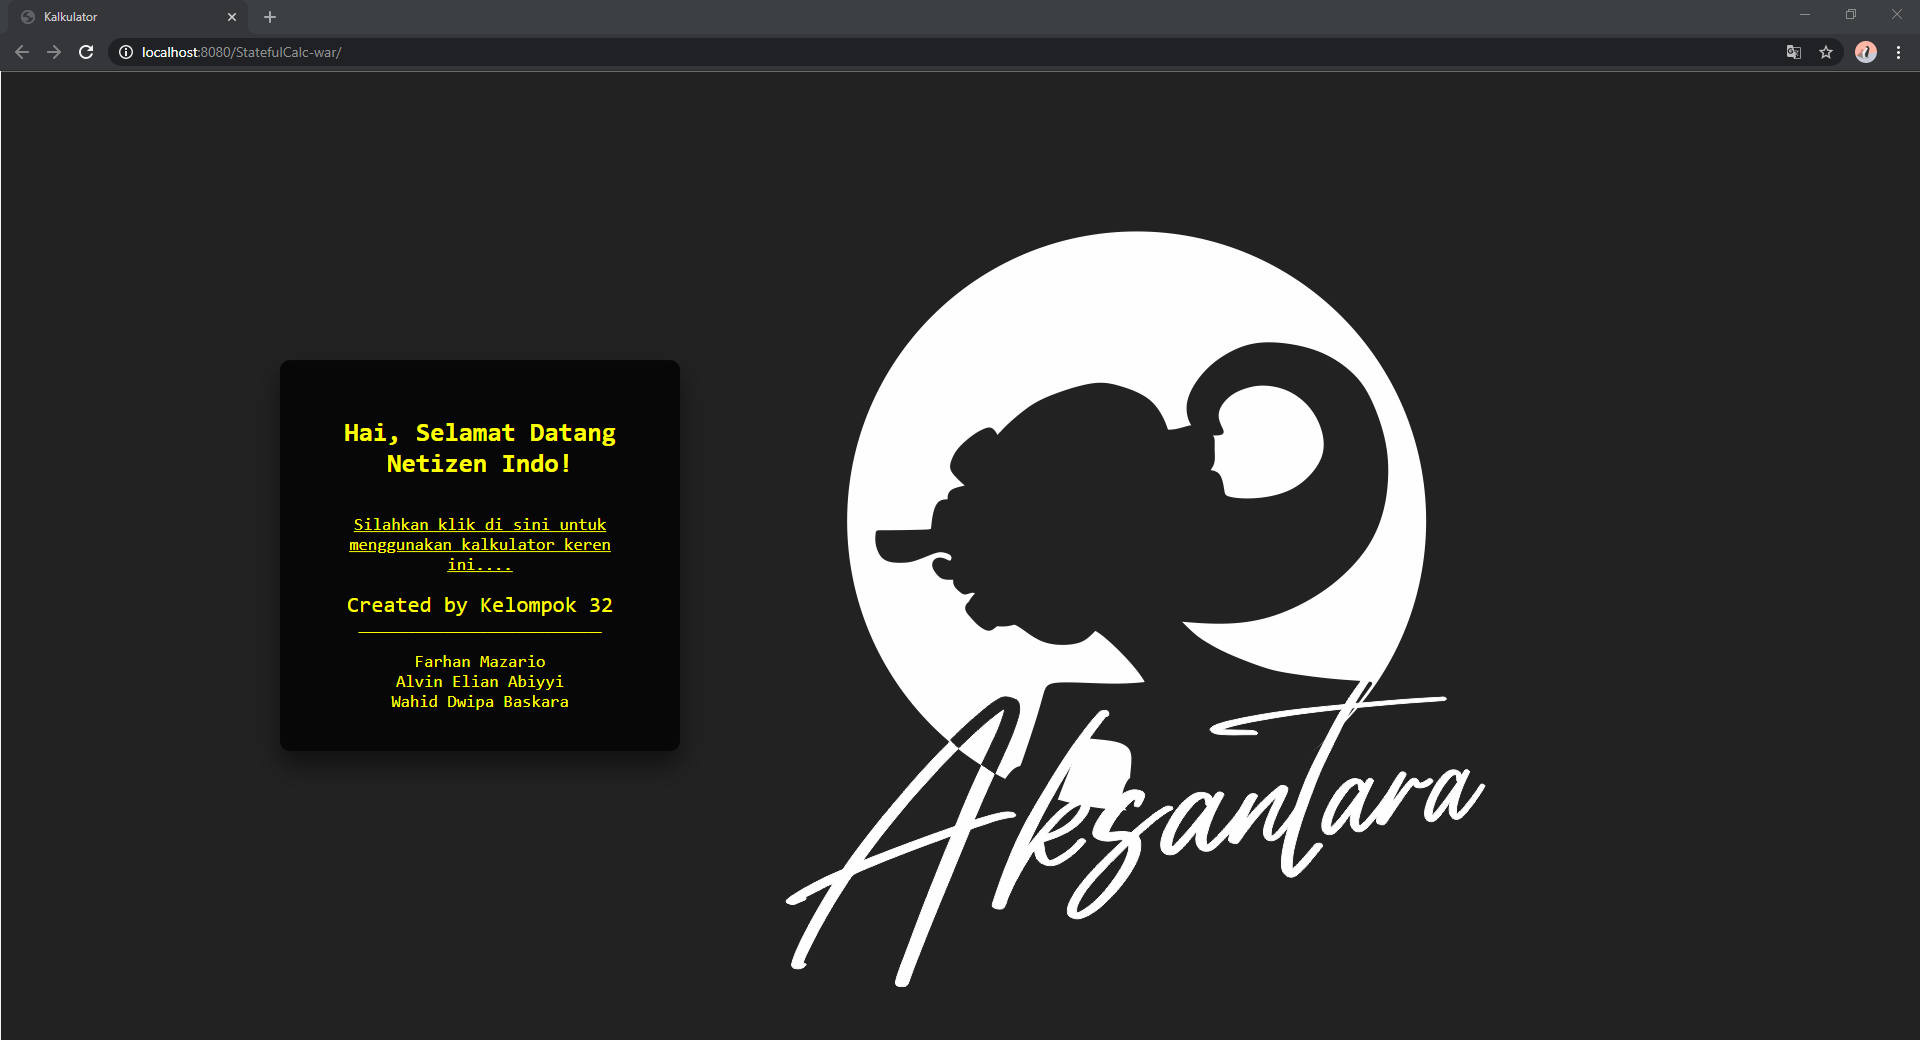 Kalkulator
localhost:8080/StatefulCalc-war/
Hai, Selamat Datang
Netizen Indo!
Silahkan klik di sini untuk
menggunakan kalkulator keren
ini....
Created by Kelompok 32
Farhan Mazario
Alvin Elian Abiyyi
Wahid Dwipa Baskara
Aksantara